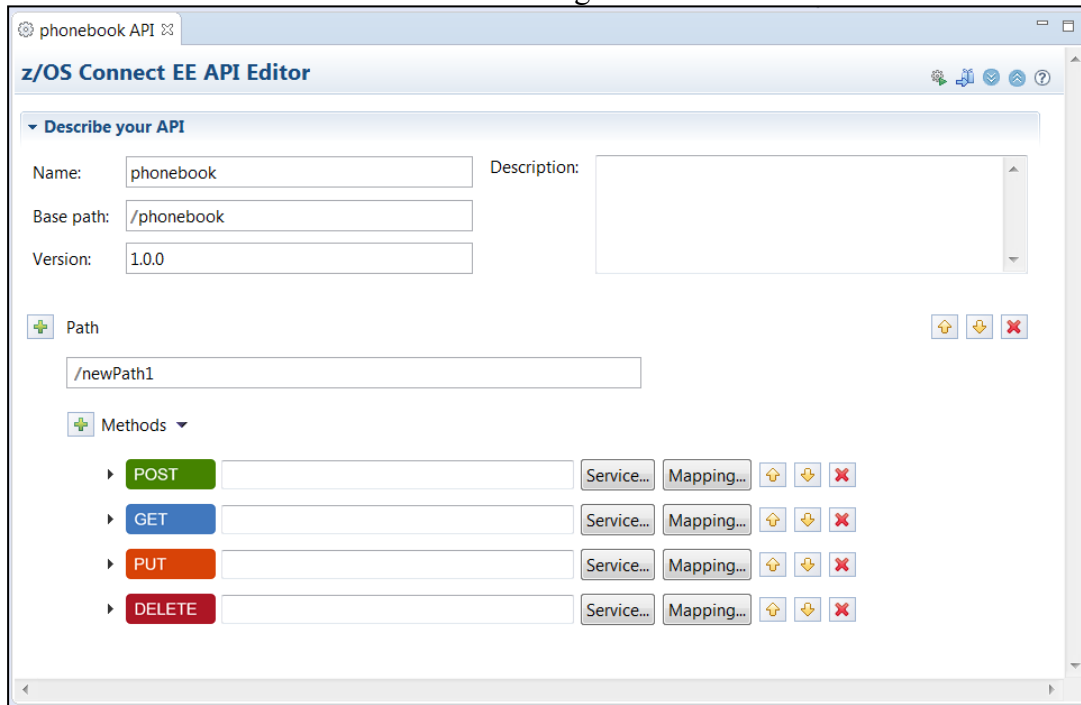 phonebook API
z/OS Connect EE API Editor
Describe your API
Name: phonebook Description:
Base path: /phonebook
Version: 1.0.0
Path
/newPath1
Methods
POST Service... Mapping...
GET Service... Mapping...
PUT Service... Mapping...
DELETE Service... Mapping...